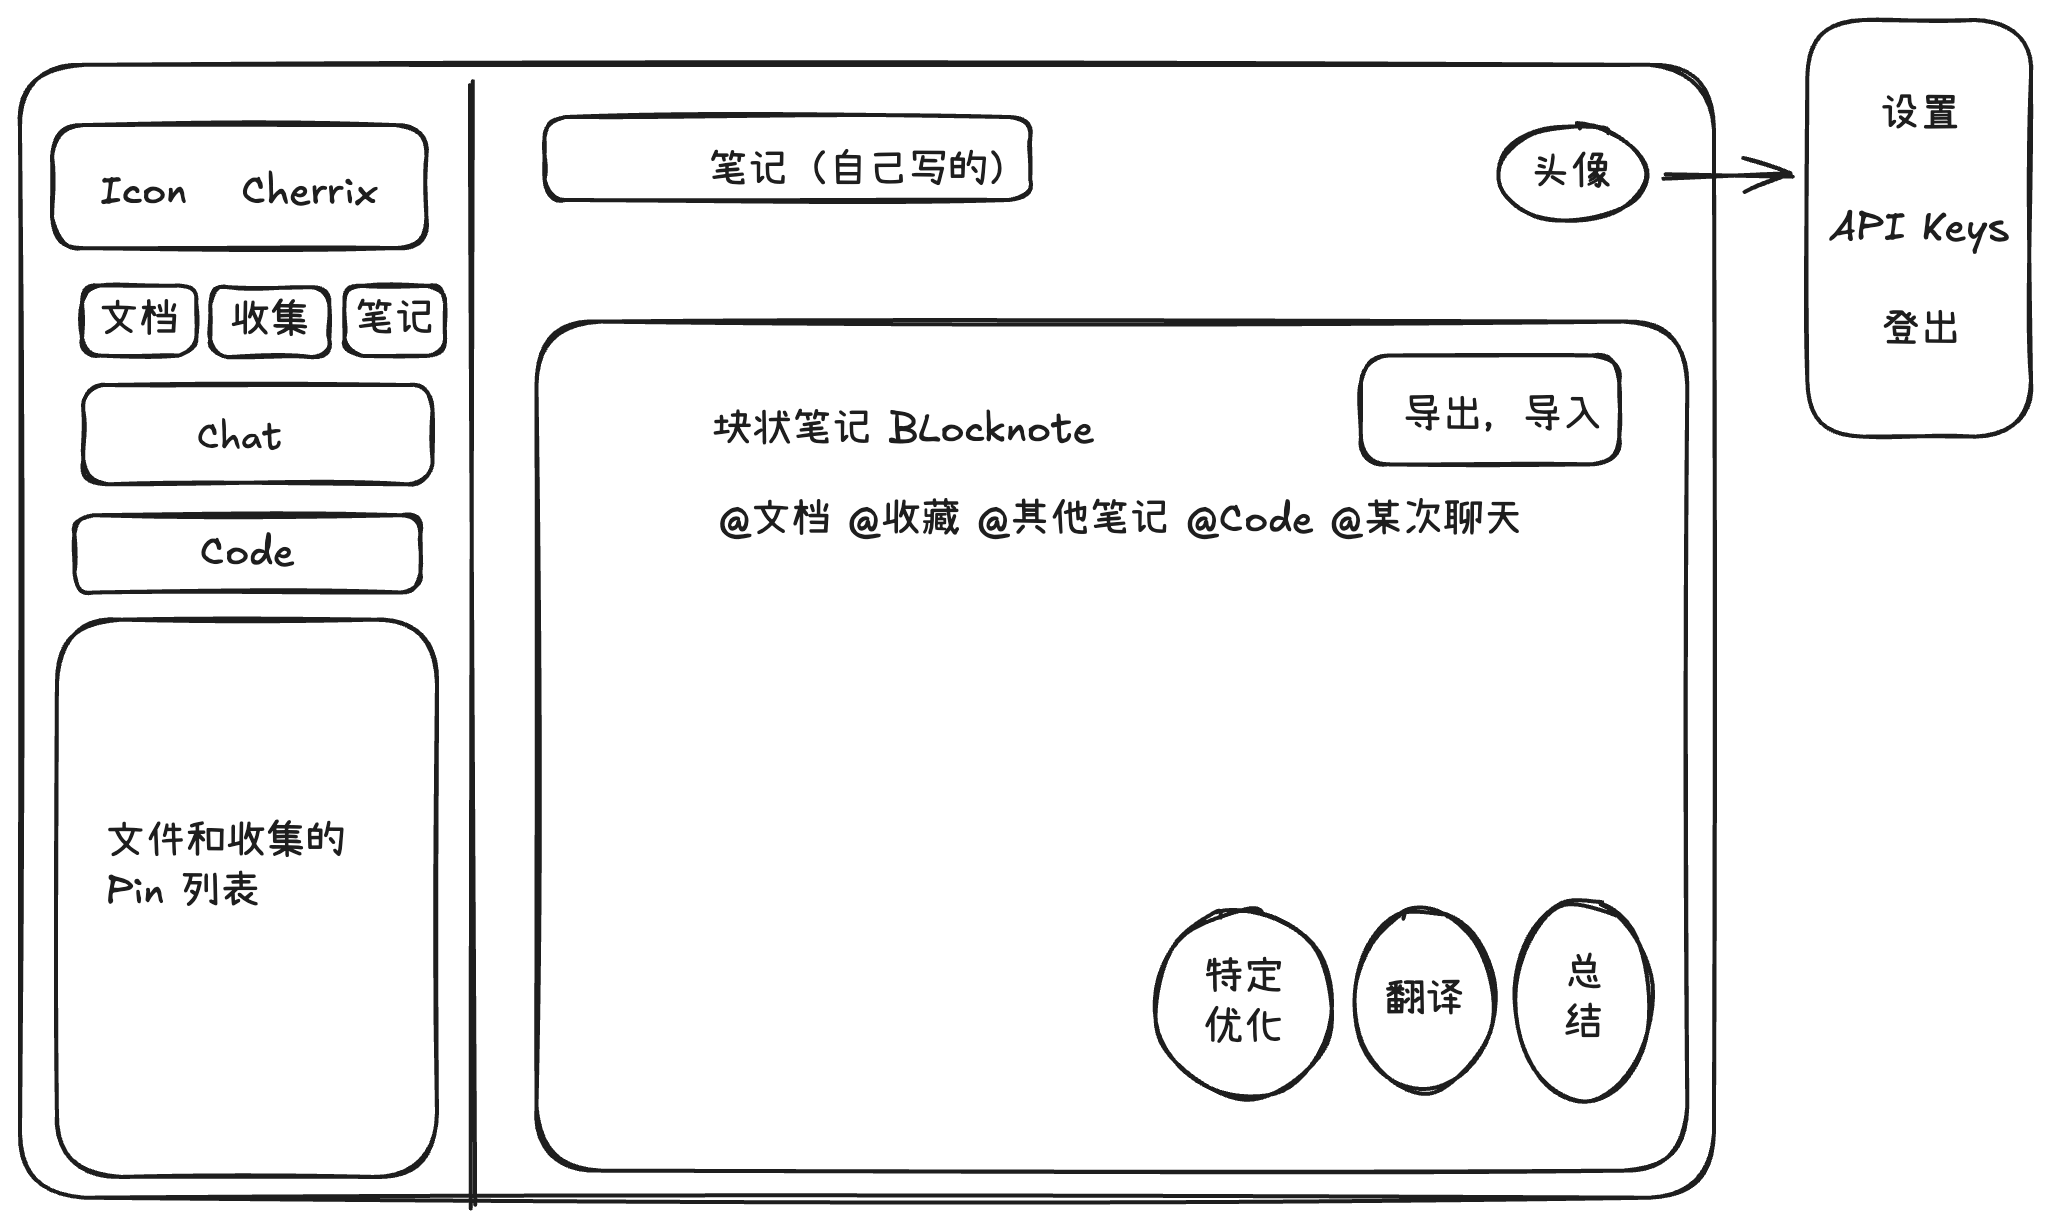 Icon Cherrix
文档 收集 笔记
Chat
Code
文件和收集的
Pin 列表
笔记（自己写的）
头像
设置
API Keys
登出
块状笔记 BLocknote
导出，导入
@文档 @收藏 @其他笔记 @Code @某次聊天
特定
优化
翻译
总
结